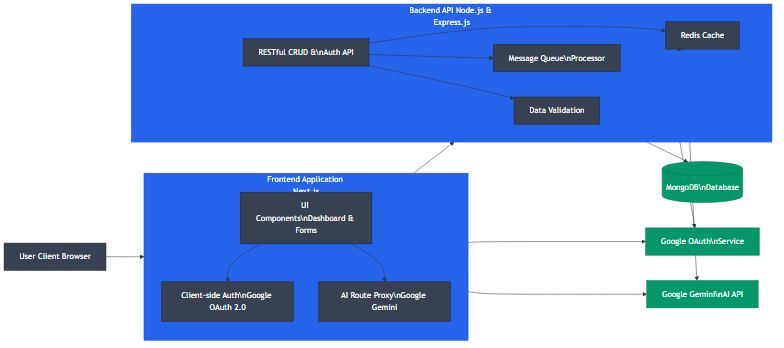 Backend API Node.js &
Express.js
RESTful CRUD &\nAuth API
Redis Cache
Message Queue\nProcessor
Data Validation
MongoDB\nDatabase
Frontend Application
Next.js
UI
Components\nDashboard &
Forms
User Client Browser
Client-side Auth\nGoogle
OAuth 2.0
AI Route Proxy\nGoogle
Gemini
Google OAuth\nService
Google Gemini\nAI API